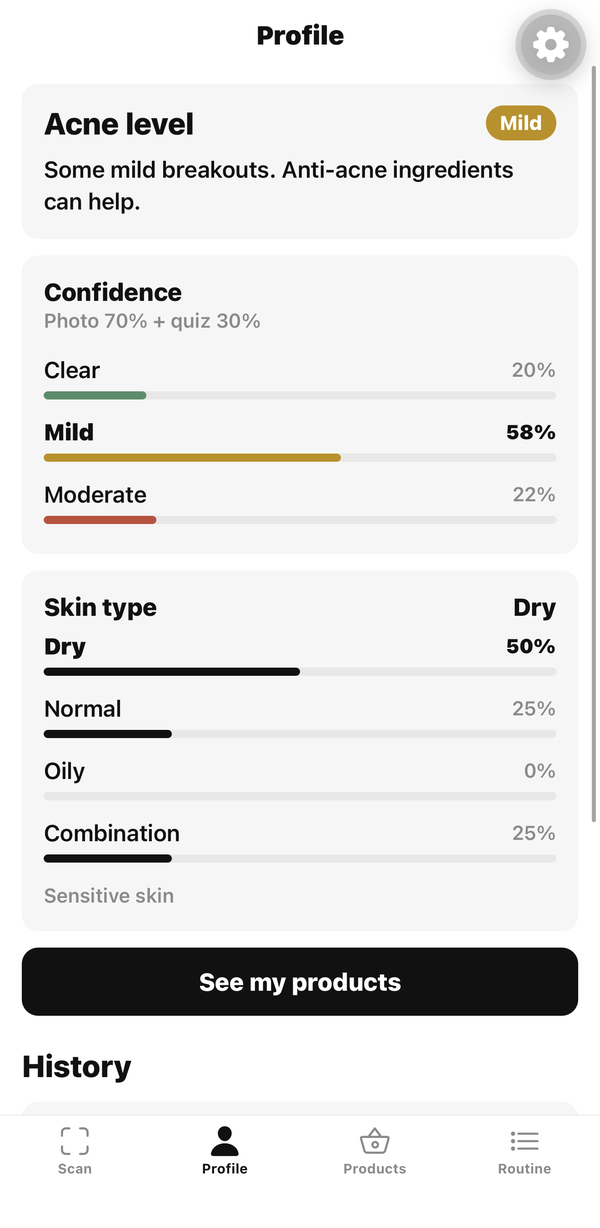 Profile
Acne level
Mild
Some mild breakouts. Anti-acne ingredients
can help.
Confidence
Photo 70% + quiz 30%
Clear 20%
Mild 58%
Moderate 22%
Skin type Dry
Dry 50%
Normal 25%
Oily 0%
Combination 25%
Sensitive skin
See my products
History
Scan Profile Products Routine